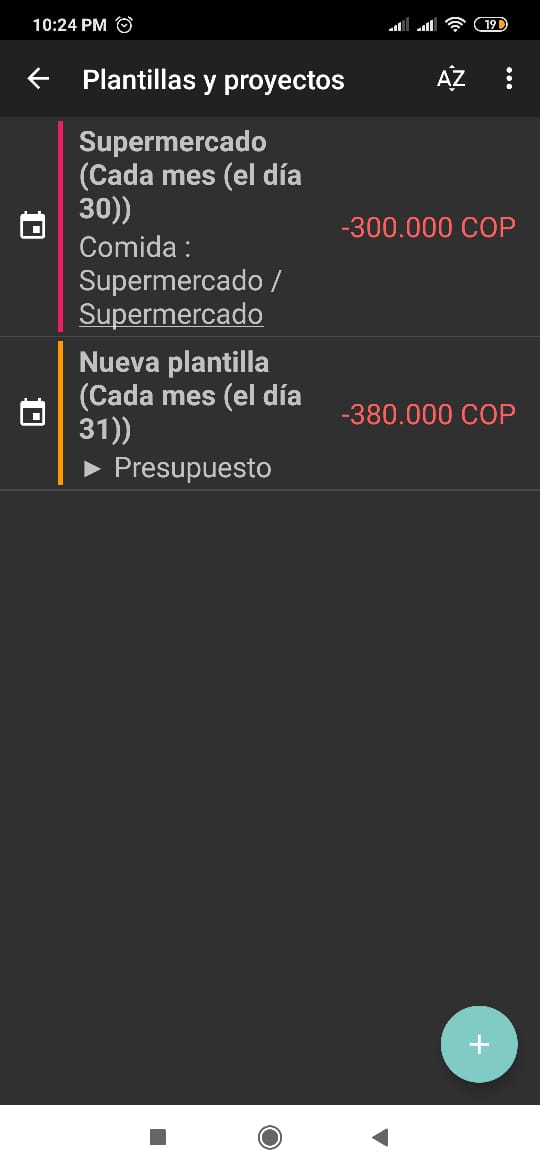 10:24 PM 19
Plantillas y proyectos AZ
Supermercado
(Cada mes (el día
30))
-300.000 COP
Comida :
Supermercado /
Supermercado
Nueva plantilla
(Cada mes (el día
31))
-380.000 COP
► Presupuesto
+